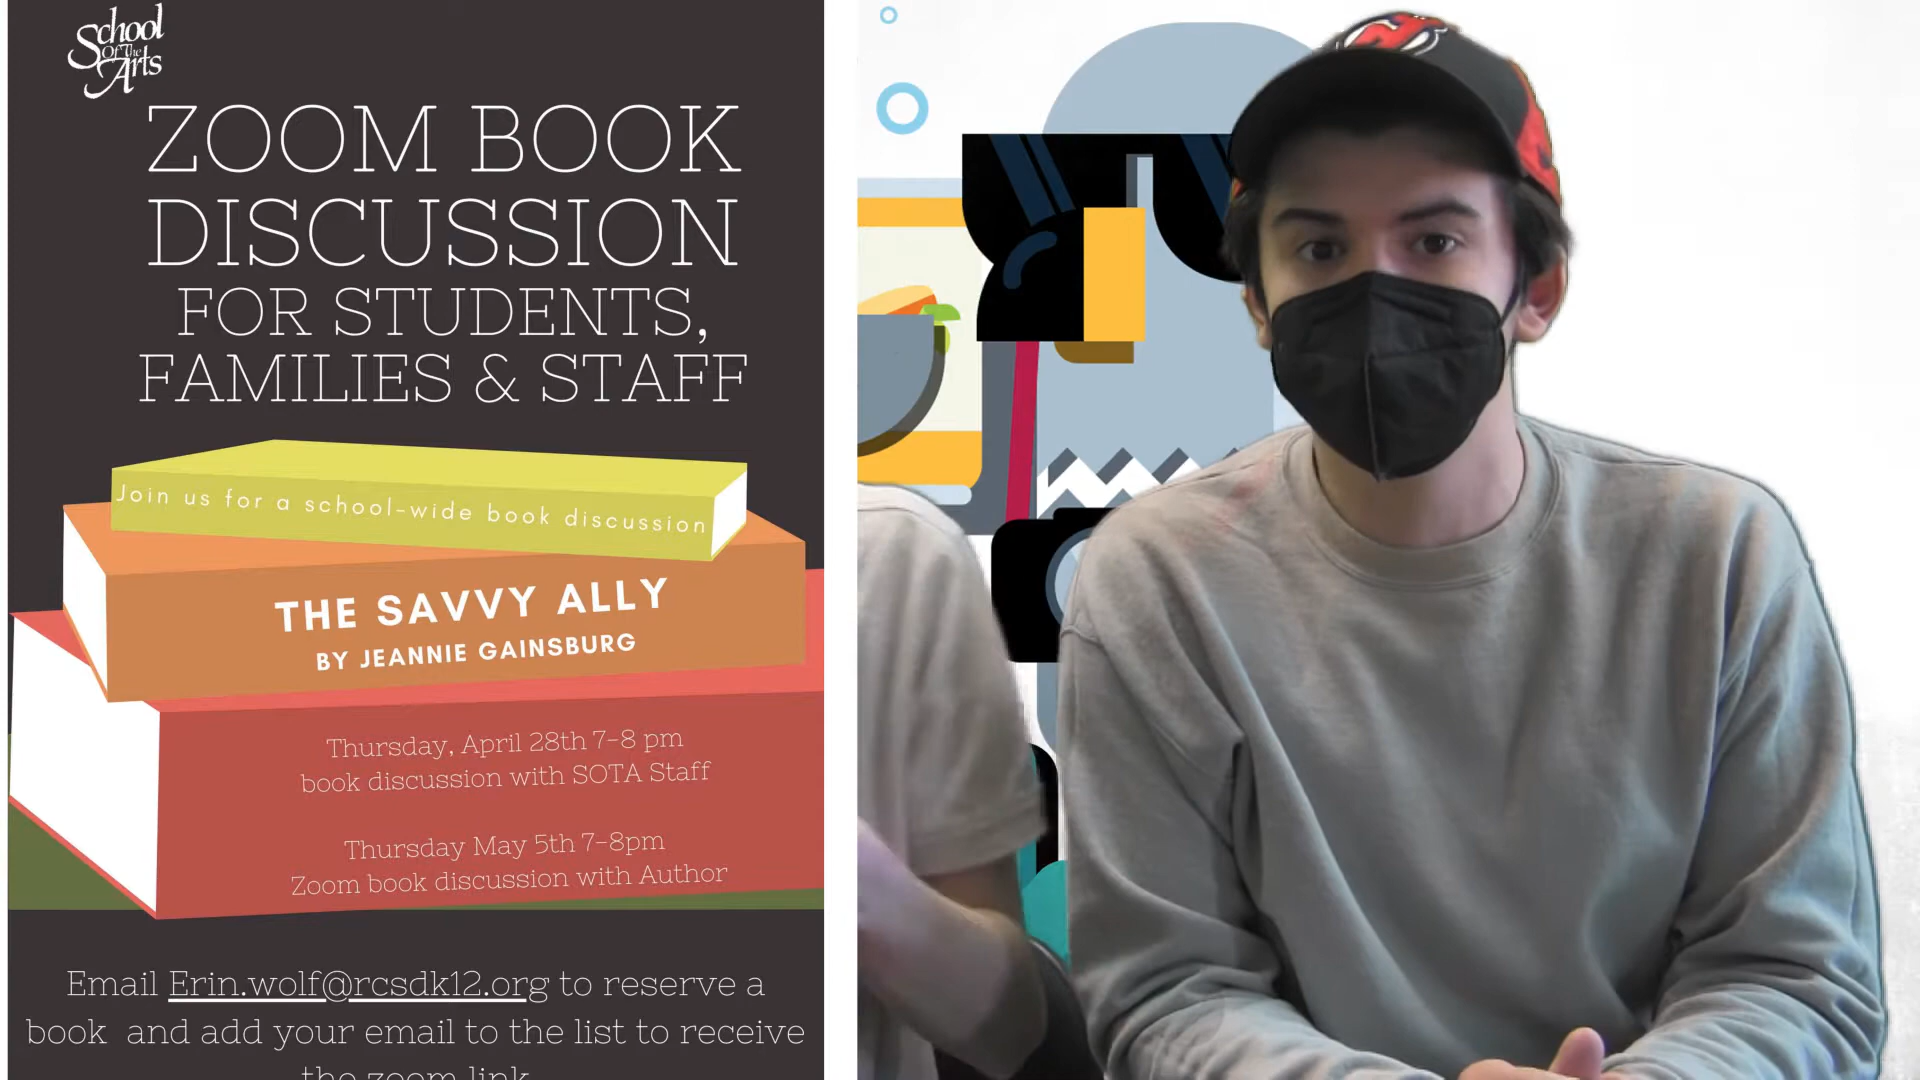 School
Of The
Arts
ZOOM BOOK
DISCUSSION
FOR STUDENTS,
FAMILIES & STAFF
Join us for a school-wide book discussion
THE SAVVY ALLY
BY JEANNIE GAINSBURG
Thursday, April 28th 7-8 pm
book discussion with SOTA Staff
Thursday May 5th 7-8pm
Zoom book discussion with Author
Email Erin.wolf@rcsdk12.org to reserve a
book and add your email to the list to receive
the zoom link